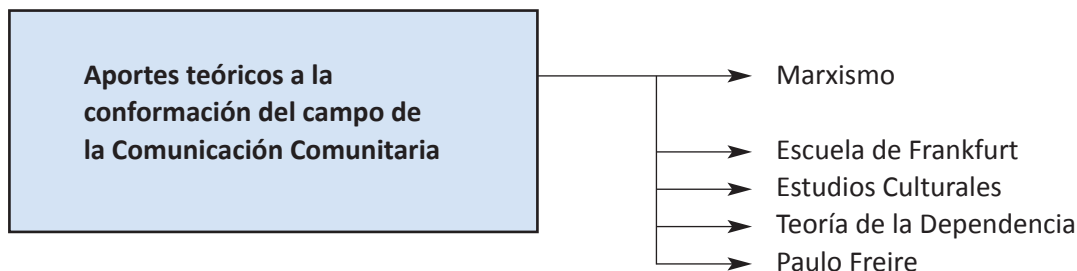 Aportes teóricos a la
conformación del campo de
la Comunicación Comunitaria
Marxismo
Escuela de Frankfurt
Estudios Culturales
Teoría de la Dependencia
Paulo Freire